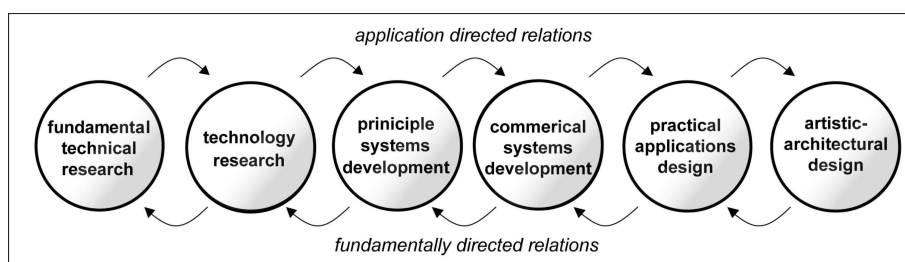 application directed relations
fundamental
technical
research
technology
research
priniciple
systems
development
commerical
systems
development
practical
applications
design
artistic-
architectural
design
fundamentally directed relations